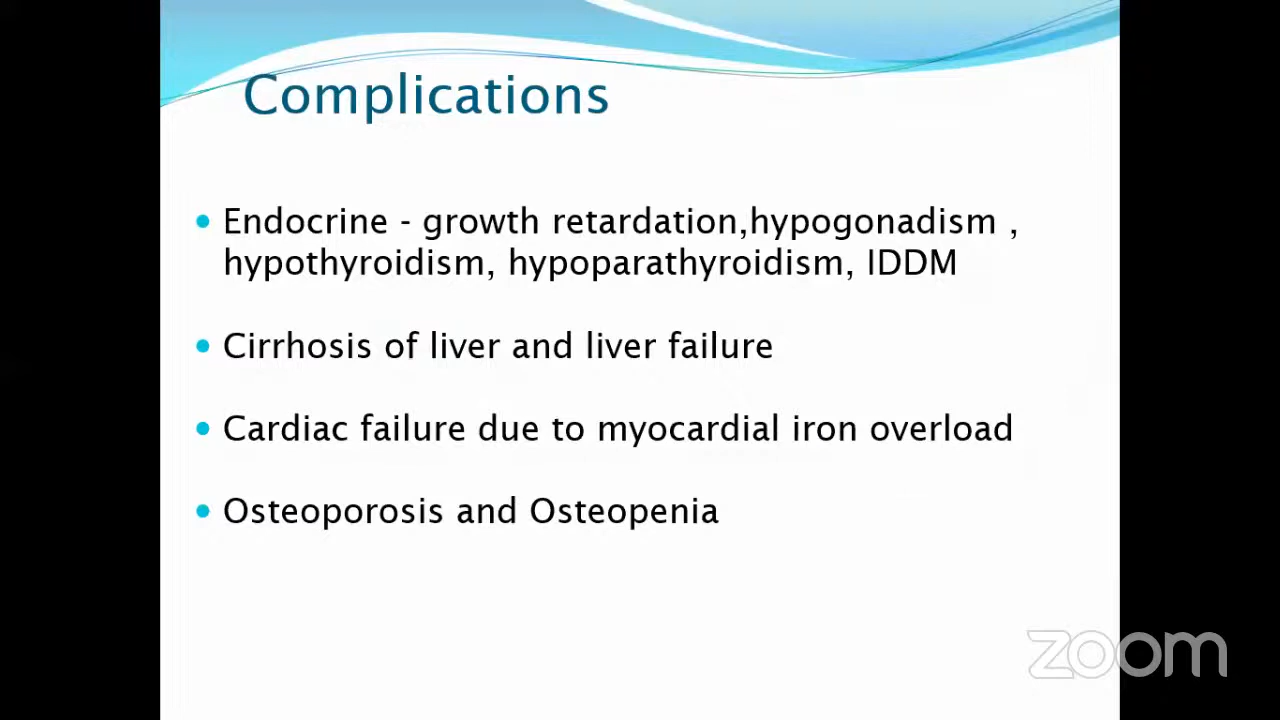 Complications
• Endocrine - growth retardation,hypogonadism ,
hypothyroidism, hypoparathyroidism, IDDM
• Cirrhosis of liver and liver failure
• Cardiac failure due to myocardial iron overload
• Osteoporosis and Osteopenia
zoom